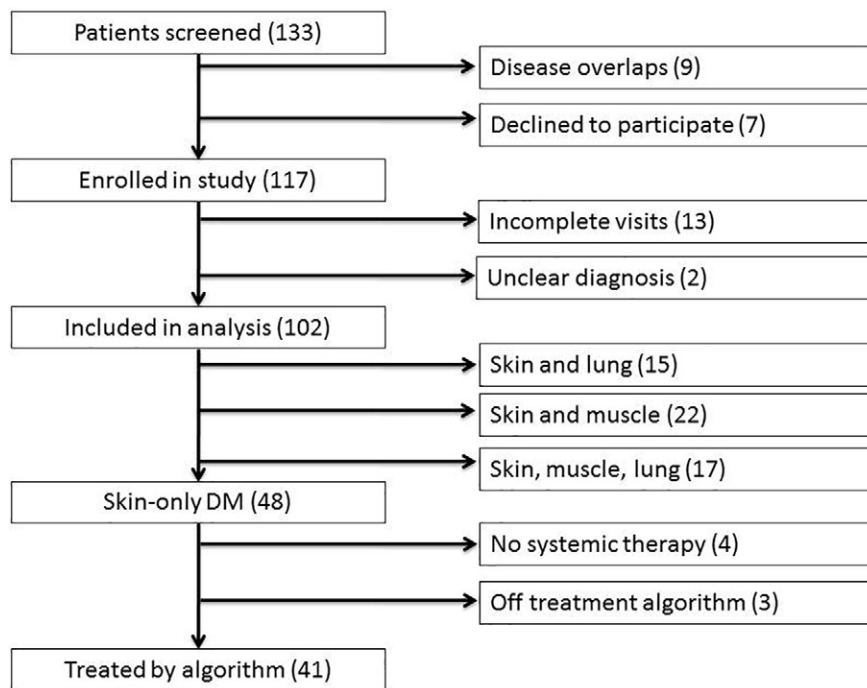 Patients screened (133)
Disease overlaps (9)
Declined to participate (7)
Enrolled in study (117)
Incomplete visits (13)
Unclear diagnosis (2)
Included in analysis (102)
Skin and lung (15)
Skin and muscle (22)
Skin, muscle, lung (17)
Skin-only DM (48)
No systemic therapy (4)
Off treatment algorithm (3)
Treated by algorithm (41)